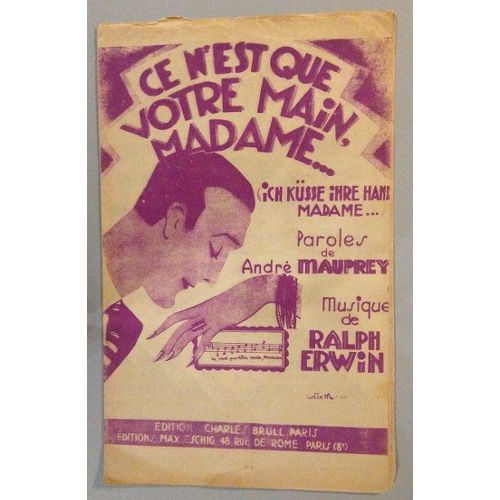 CE N'EST QUE
VOTRE MAIN,
MADAME...
(ICH KÜSSE IHRE HAND
MADAME...
Paroles
de
André MAUPREY
Musique
de
RALPH
ERWIN
EDITION CHARLES BRÜLL PARIS
EDITIONS MAX ESCHIG 48 RUE DE ROME PARIS (8e)